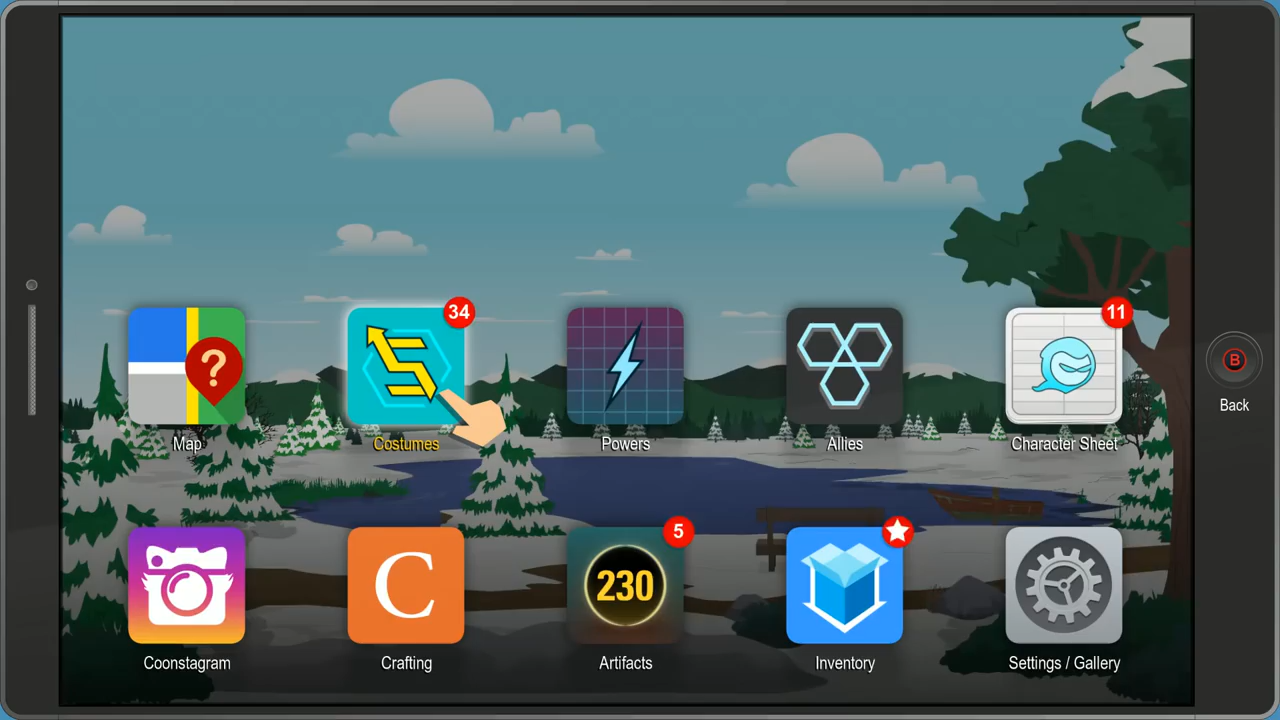 34
11
?
Map
Costumes
Powers
Allies
Character Sheet
B
Back
5
C
230
Coonstagram
Crafting
Artifacts
Inventory
Settings / Gallery